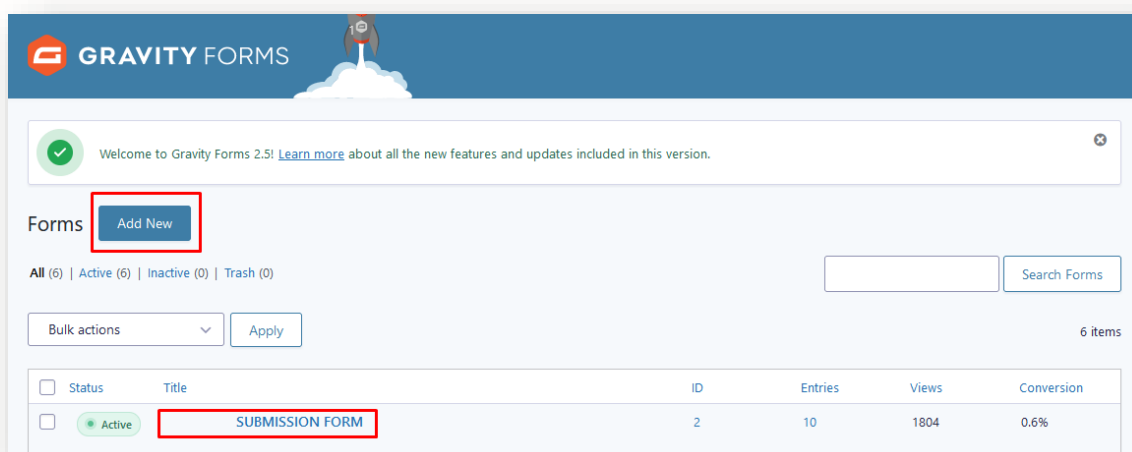 GRAVITY FORMS
Welcome to Gravity Forms 2.5! Learn more about all the new features and updates included in this version.
Forms Add New
All (6) | Active (6) | Inactive (0) | Trash (0)
Search Forms
Bulk actions Apply 6 items
Status Title ID Entries Views Conversion
Active SUBMISSION FORM 2 10 1804 0.6%